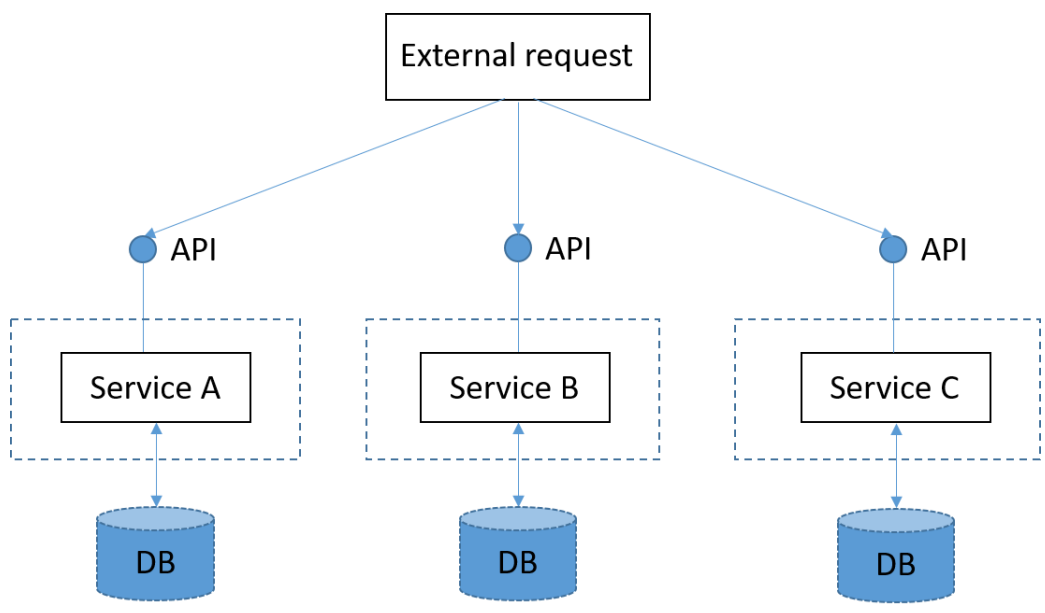 External request
API
API
API
Service A
Service B
Service C
DB
DB
DB